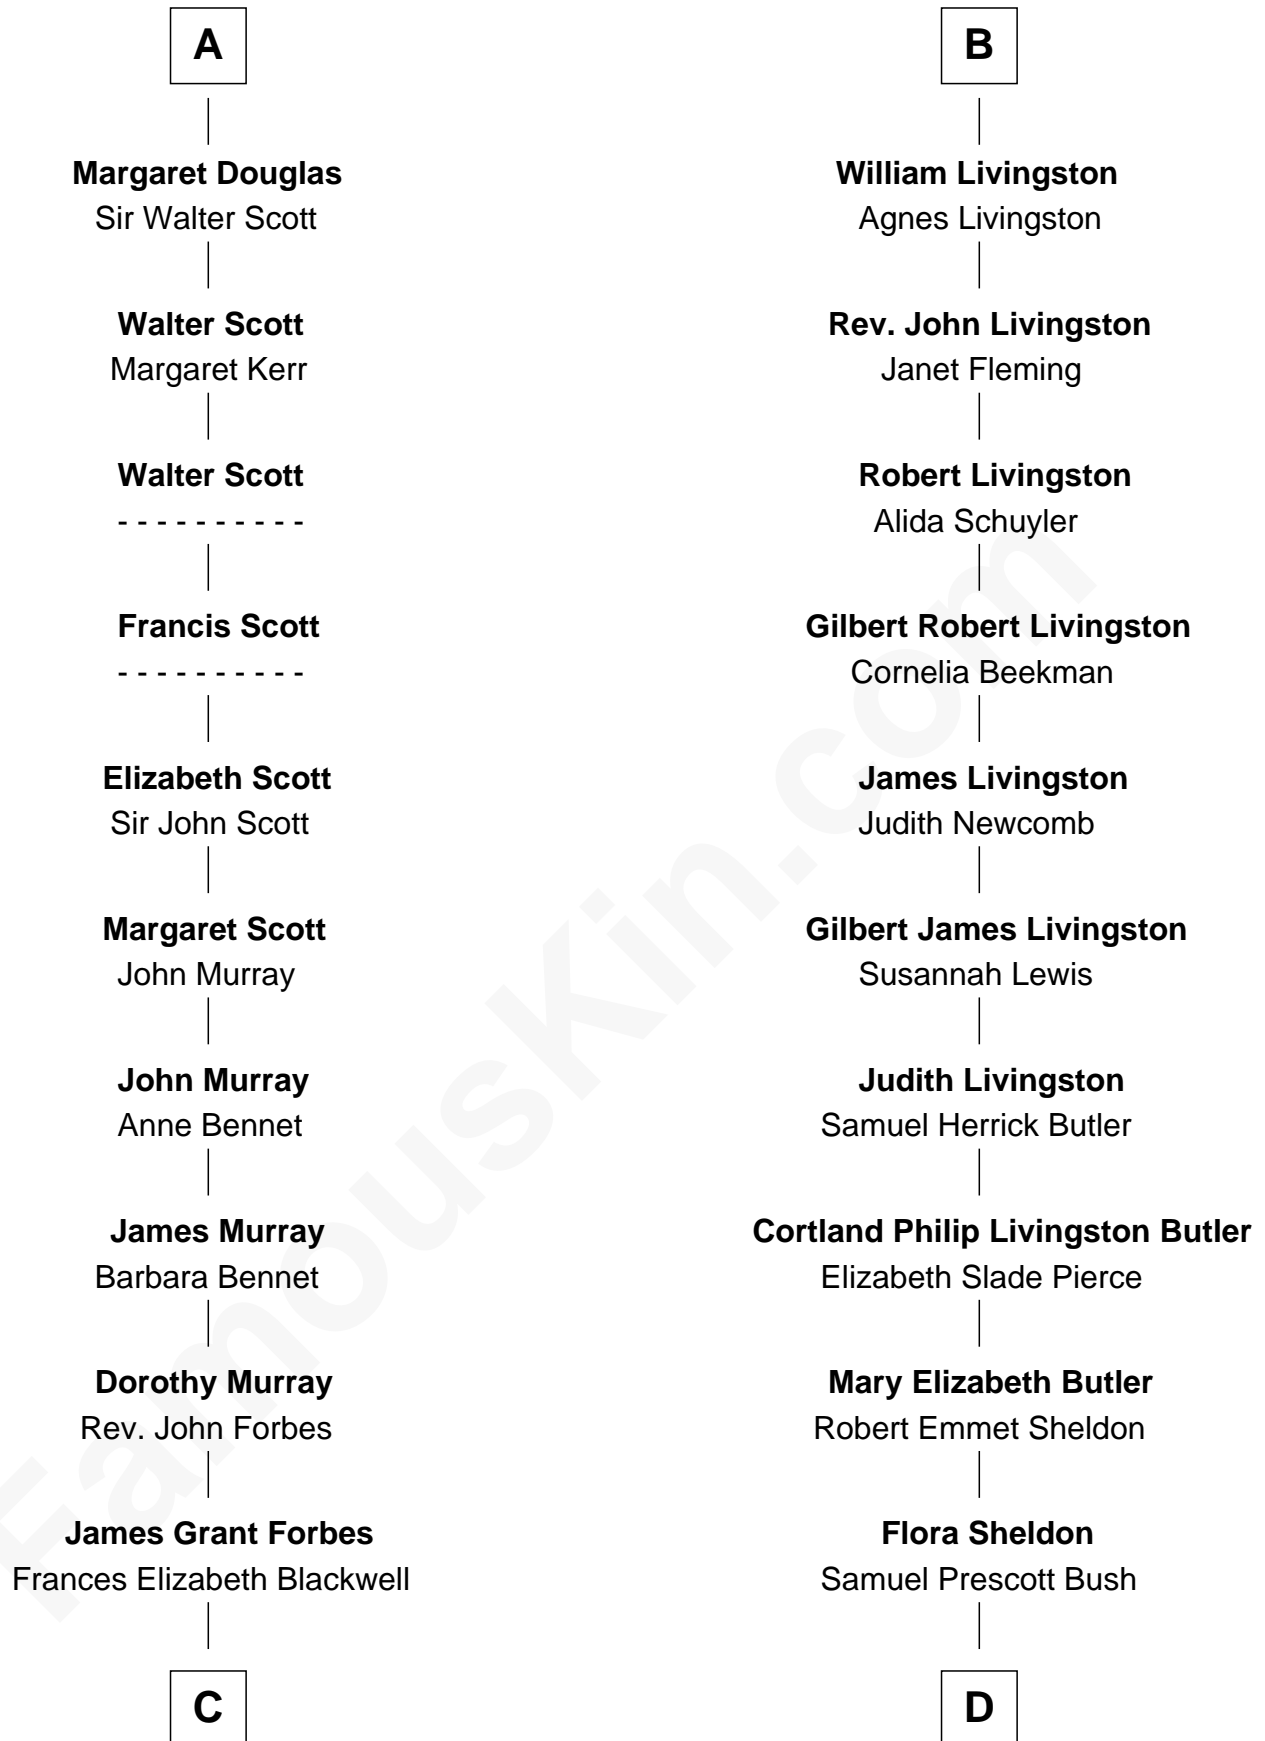 A
Margaret Douglas
Sir Walter Scott
Walter Scott
Margaret Kerr
Walter Scott
- - - - - - - - - -
Francis Scott
- - - - - - - - - -
Elizabeth Scott
Sir John Scott
Margaret Scott
John Murray
John Murray
Anne Bennet
James Murray
Barbara Bennet
Dorothy Murray
Rev. John Forbes
James Grant Forbes
Frances Elizabeth Blackwell
C
B
William Livingston
Agnes Livingston
Rev. John Livingston
Janet Fleming
Robert Livingston
Alida Schuyler
Gilbert Robert Livingston
Cornelia Beekman
James Livingston
Judith Newcomb
Gilbert James Livingston
Susannah Lewis
Judith Livingston
Samuel Herrick Butler
Cortland Philip Livingston Butler
Elizabeth Slade Pierce
Mary Elizabeth Butler
Robert Emmet Sheldon
Flora Sheldon
Samuel Prescott Bush
D
FamousKin.com